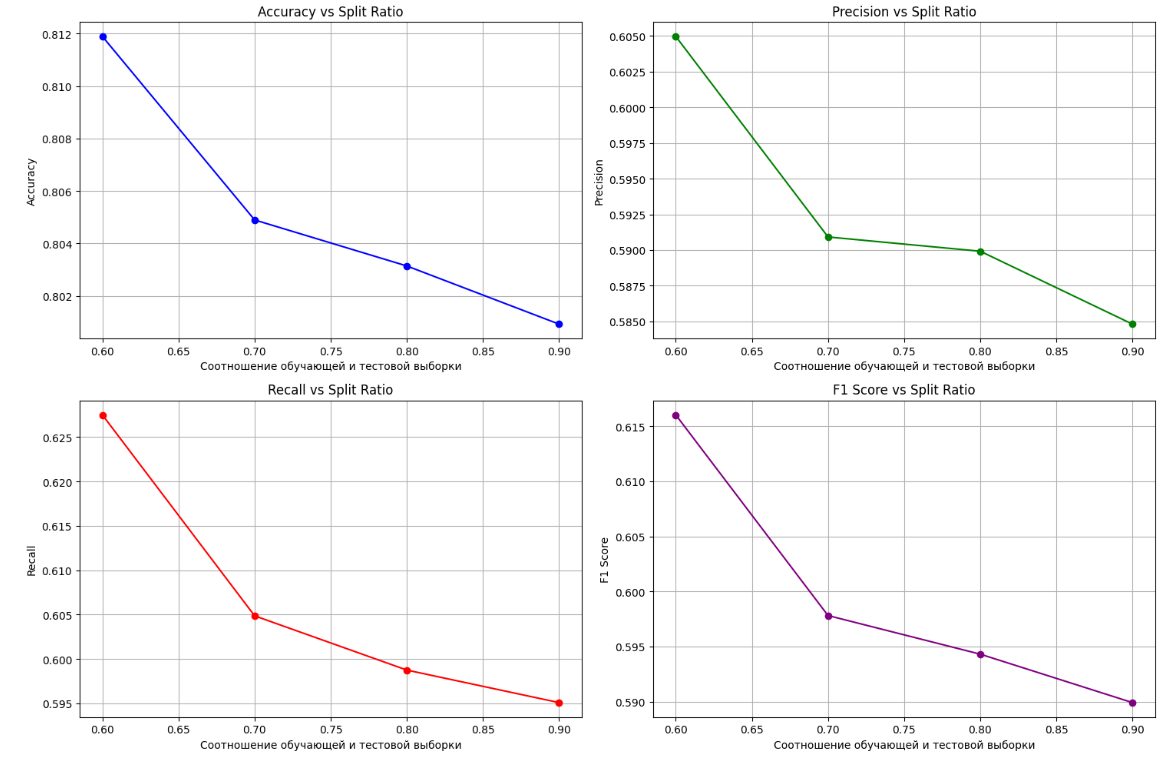 Accuracy vs Split Ratio
0.812
0.810
0.808
0.806
0.804
0.802
Accuracy
0.60 0.65 0.70 0.75 0.80 0.85 0.90
Соотношение обучающей и тестовой выборки
Precision vs Split Ratio
0.6050
0.6025
0.6000
0.5975
0.5950
0.5925
0.5900
0.5875
0.5850
Precision
0.60 0.65 0.70 0.75 0.80 0.85 0.90
Соотношение обучающей и тестовой выборки
Recall vs Split Ratio
0.625
0.620
0.615
0.610
0.605
0.600
0.595
Recall
0.60 0.65 0.70 0.75 0.80 0.85 0.90
Соотношение обучающей и тестовой выборки
F1 Score vs Split Ratio
0.615
0.610
0.605
0.600
0.595
0.590
F1 Score
0.60 0.65 0.70 0.75 0.80 0.85 0.90
Соотношение обучающей и тестовой выборки